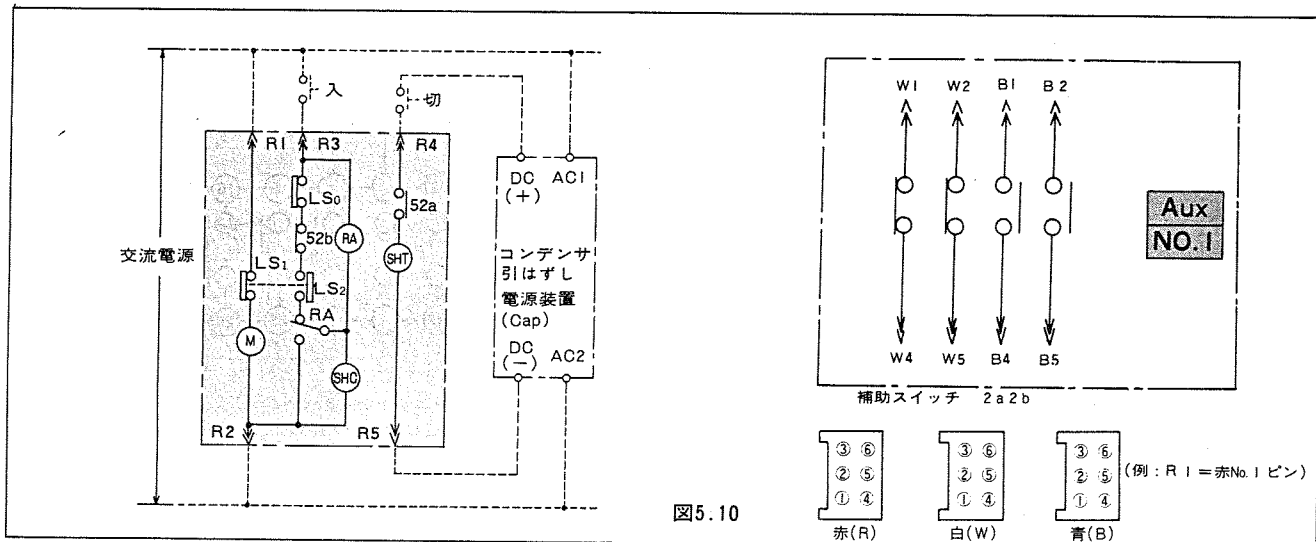 入
切
R1 R3 R4
DC AC1
(+)
LS0
52a
52b
RA
SHT
交流電源
LS1
LS2
コンデンサ
引はずし
電源装置
(Cap)
RA
M
SHC
DC AC2
(-)
R2 R5
W1 W2 B1 B2
Aux
NO.1
W4 W5 B4 B5
補助スイッチ 2a2b
図5.10
③ ⑥ ③ ⑥ ③ ⑥
② ⑤ ② ⑤ ② ⑤
① ④ ① ④ ① ④
(例:R1=赤No.1ピン)
赤(R) 白(W) 青(B)